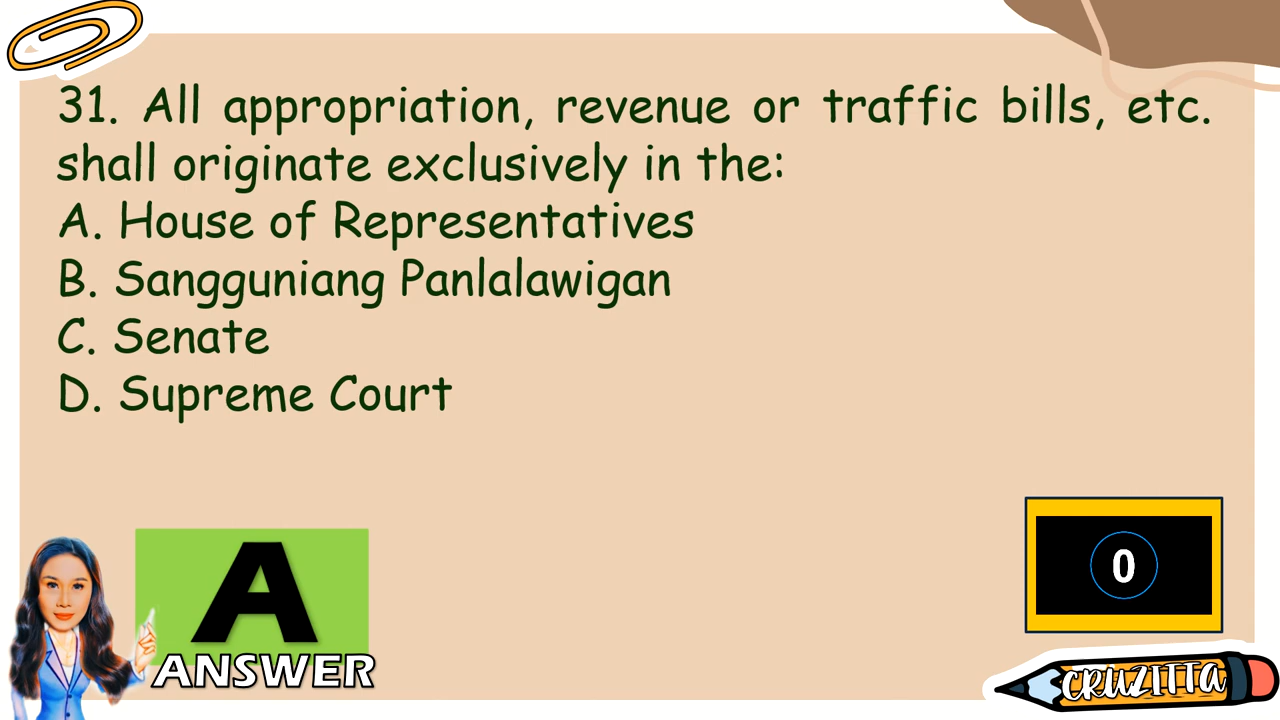 31. All appropriation, revenue or traffic bills, etc.
shall originate exclusively in the:
A. House of Representatives
B. Sangguniang Panlalawigan
C. Senate
D. Supreme Court
A
ANSWER
0
CRUZITTA